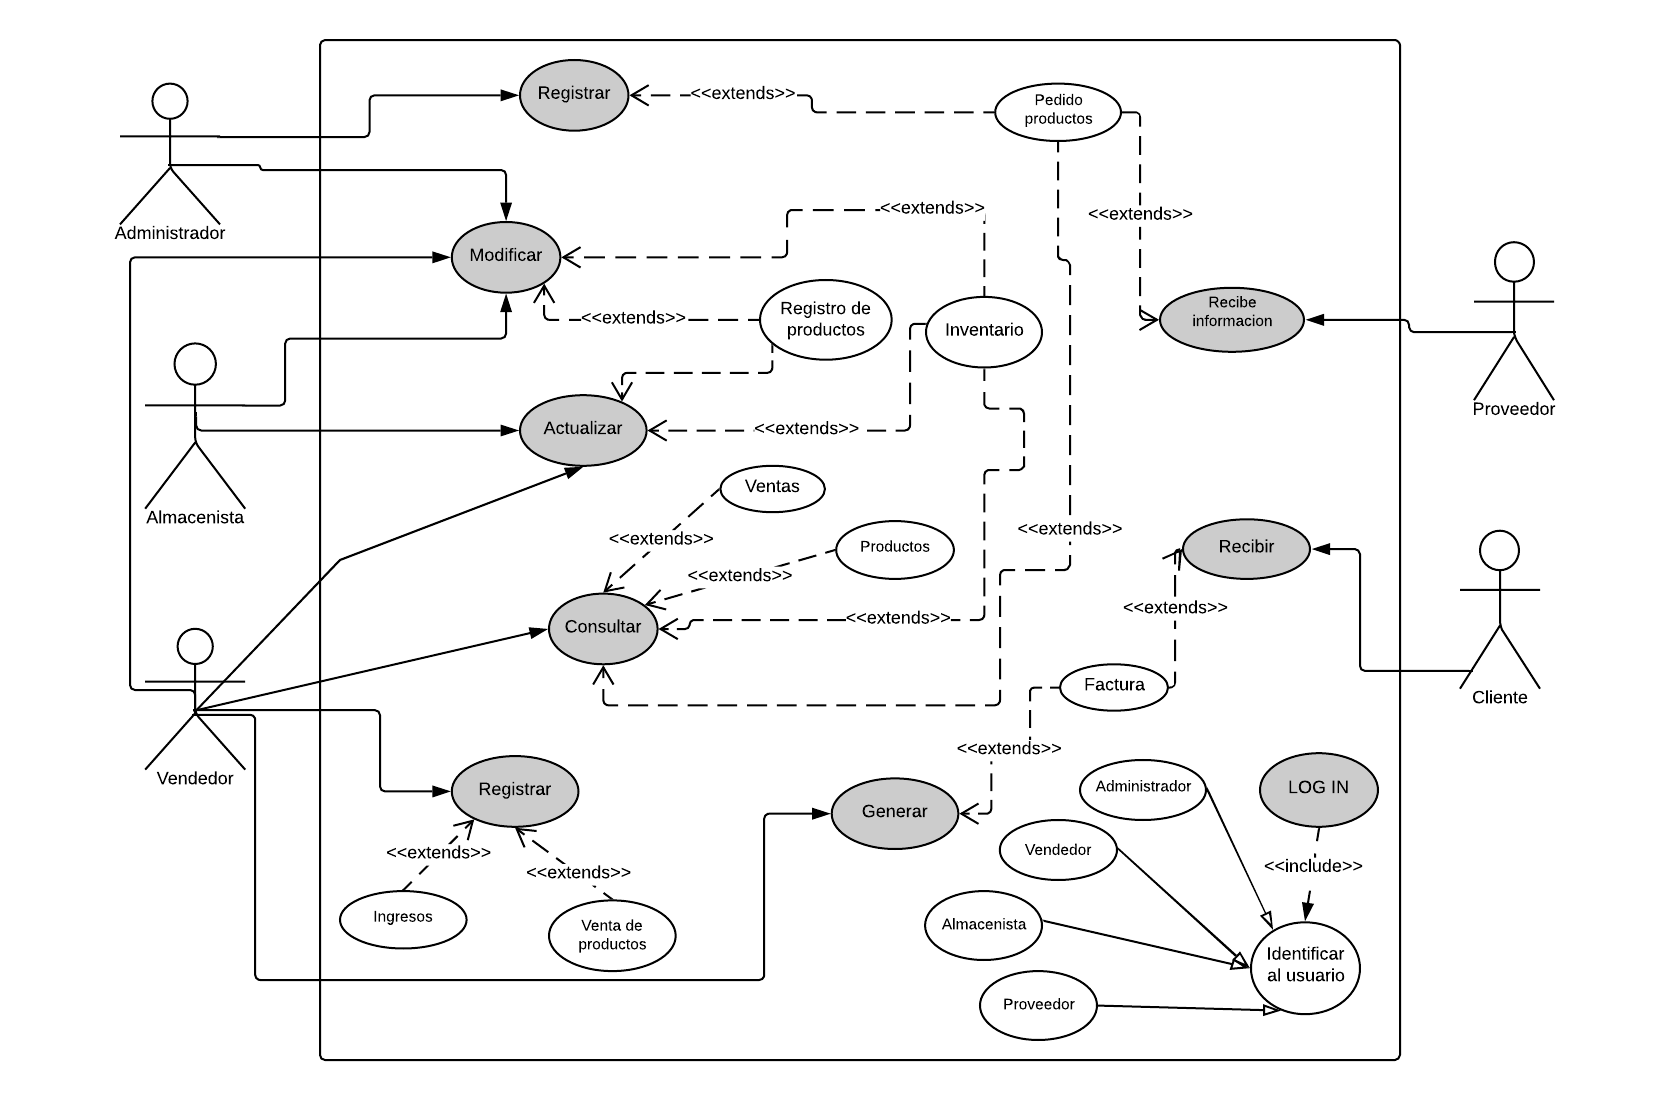 Registrar
<<extends>>
Pedido
productos
Administrador
<<extends>>
<<extends>>
Modificar
Recibe
informacion
Registro de
productos
<<extends>>
Inventario
Proveedor
Actualizar
<<extends>>
Ventas
Almacenista
<<extends>>
<<extends>>
Productos
Recibir
<<extends>>
<<extends>>
<<extends>>
Consultar
Factura
Cliente
<<extends>>
Vendedor
Registrar
Generar
Administrador
LOG IN
<<extends>>
Vendedor
<<include>>
<<extends>>
Ingresos
Venta de
productos
Almacenista
Identificar
al usuario
Proveedor